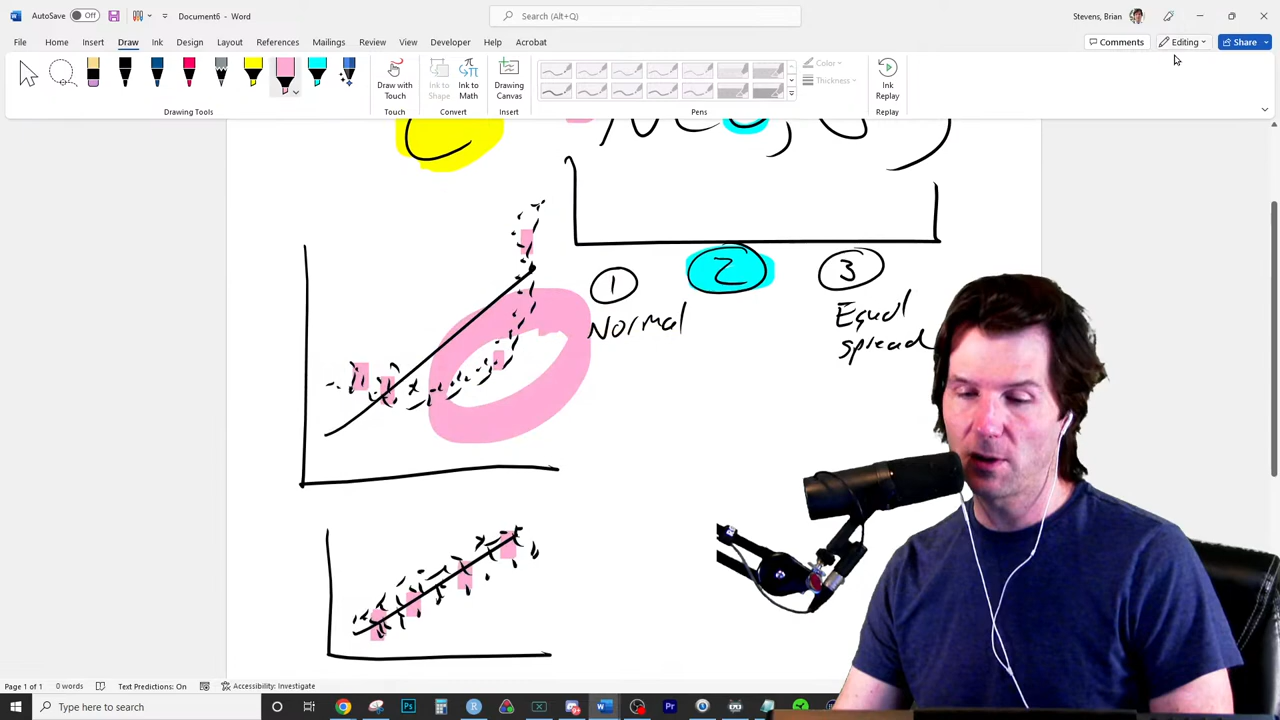 AutoSave Off Document6 - Word Search (Alt+Q) Stevens, Brian
File Home Insert Draw Ink Design Layout References Mailings Review View Developer Help Acrobat Comments Editing Share
Draw with Touch
Ink to Shape
Ink to Math
Drawing Canvas
Color
Thickness
Ink Replay
Drawing Tools Touch Convert Insert Pens Replay
1 2 3
Normal
Equal
spread
Page 1 of 1 0 words Text Predictions: On Accessibility: Investigate
Type here to search